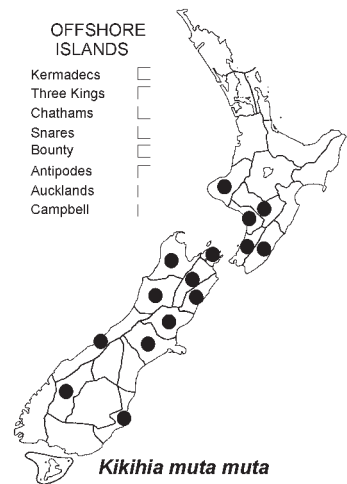 OFFSHORE
ISLANDS
Kermadecs
Three Kings
Chathams
Snares
Bounty
Antipodes
Aucklands
Campbell
Kikihia muta muta